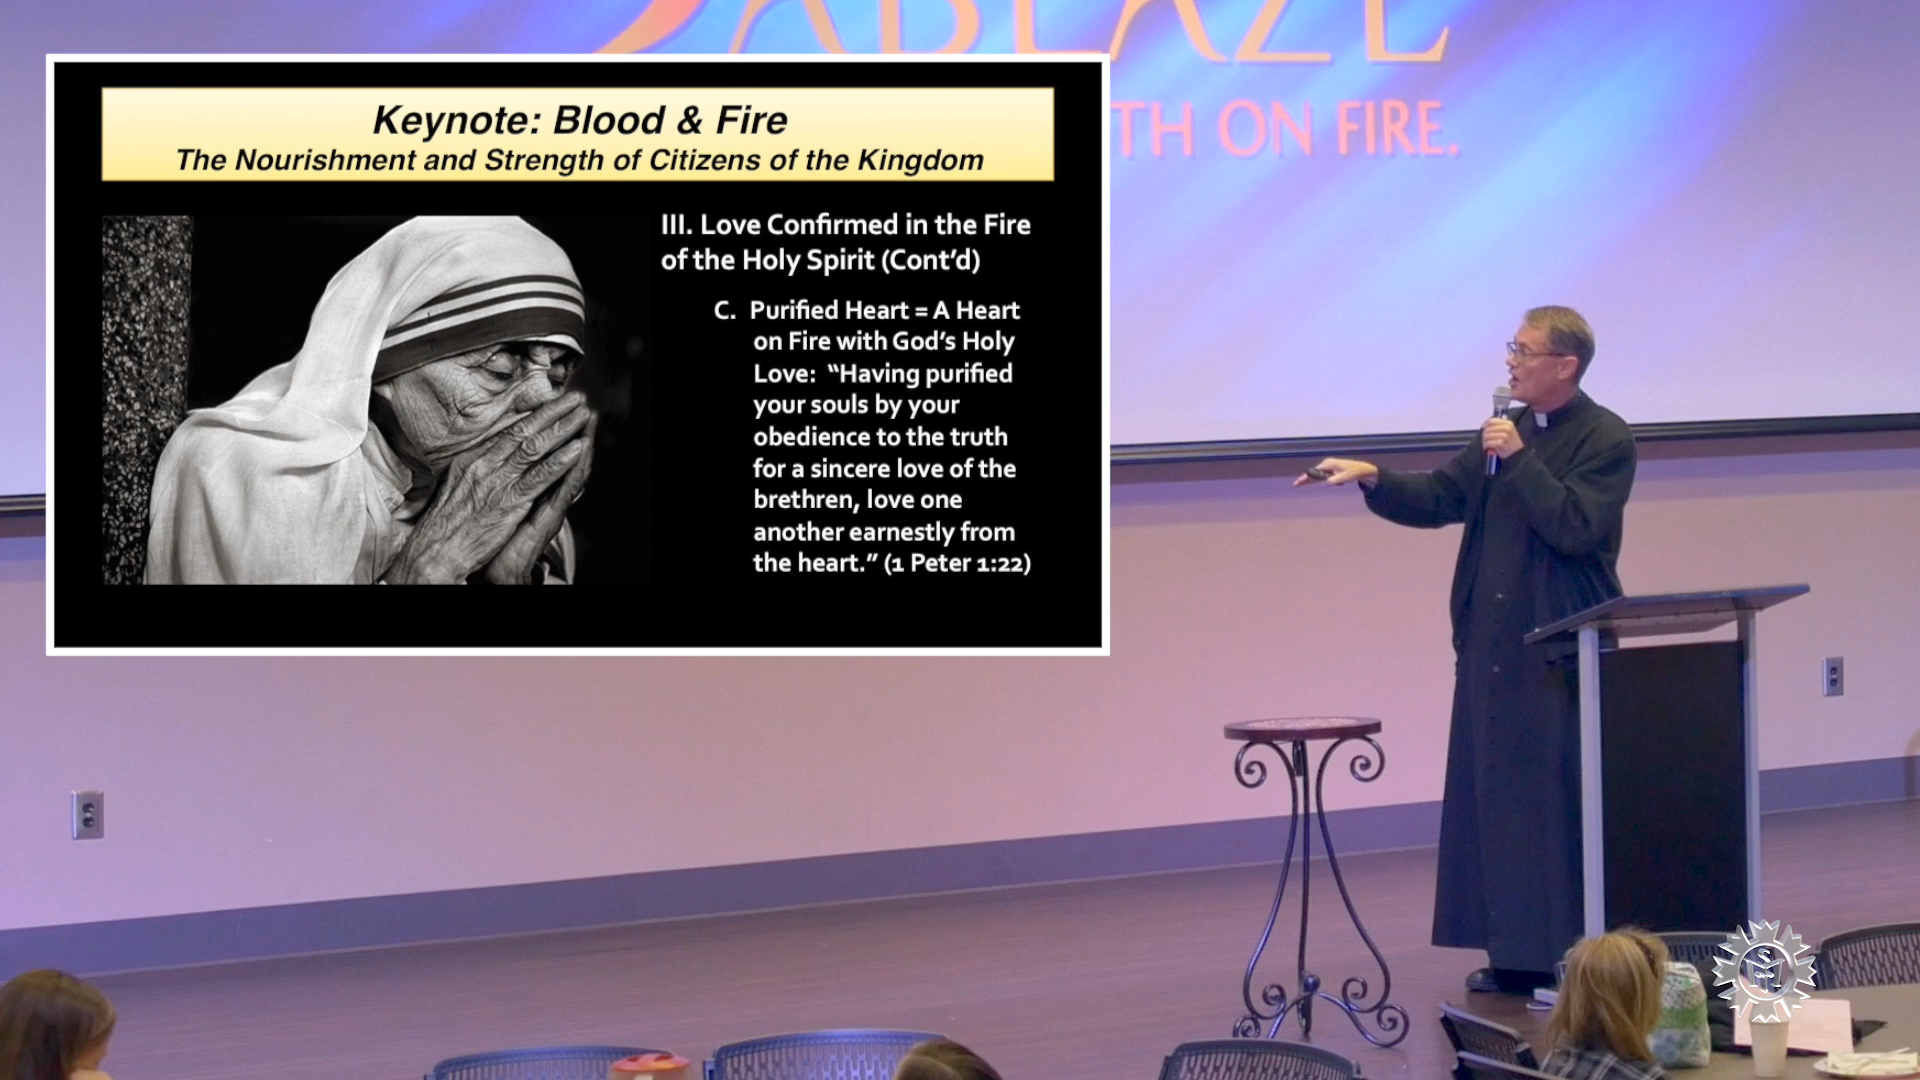 ABLAZE
TH ON FIRE.
Keynote: Blood & Fire
The Nourishment and Strength of Citizens of the Kingdom
III. Love Confirmed in the Fire
of the Holy Spirit (Cont’d)
C. Purified Heart = A Heart
on Fire with God’s Holy
Love: “Having purified
your souls by your
obedience to the truth
for a sincere love of the
brethren, love one
another earnestly from
the heart.” (1 Peter 1:22)